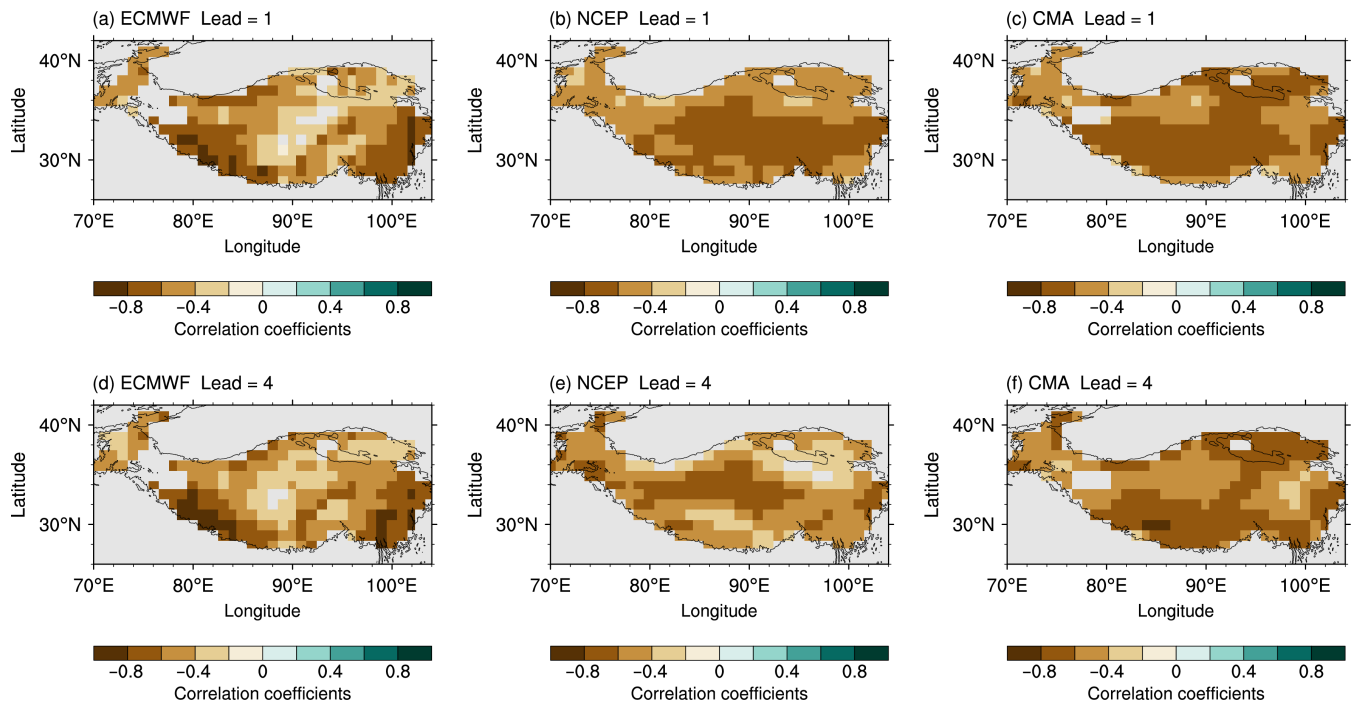 (a) ECMWF Lead = 1
(b) NCEP Lead = 1
(c) CMA Lead = 1
40°N
30°N
Latitude
70°E 80°E 90°E 100°E
Longitude
40°N
30°N
Latitude
70°E 80°E 90°E 100°E
Longitude
40°N
30°N
Latitude
70°E 80°E 90°E 100°E
Longitude
−0.8 −0.4 0 0.4 0.8
Correlation coefficients
−0.8 −0.4 0 0.4 0.8
Correlation coefficients
−0.8 −0.4 0 0.4 0.8
Correlation coefficients
(d) ECMWF Lead = 4
(e) NCEP Lead = 4
(f) CMA Lead = 4
40°N
30°N
Latitude
70°E 80°E 90°E 100°E
Longitude
40°N
30°N
Latitude
70°E 80°E 90°E 100°E
Longitude
40°N
30°N
Latitude
70°E 80°E 90°E 100°E
Longitude
−0.8 −0.4 0 0.4 0.8
Correlation coefficients
−0.8 −0.4 0 0.4 0.8
Correlation coefficients
−0.8 −0.4 0 0.4 0.8
Correlation coefficients